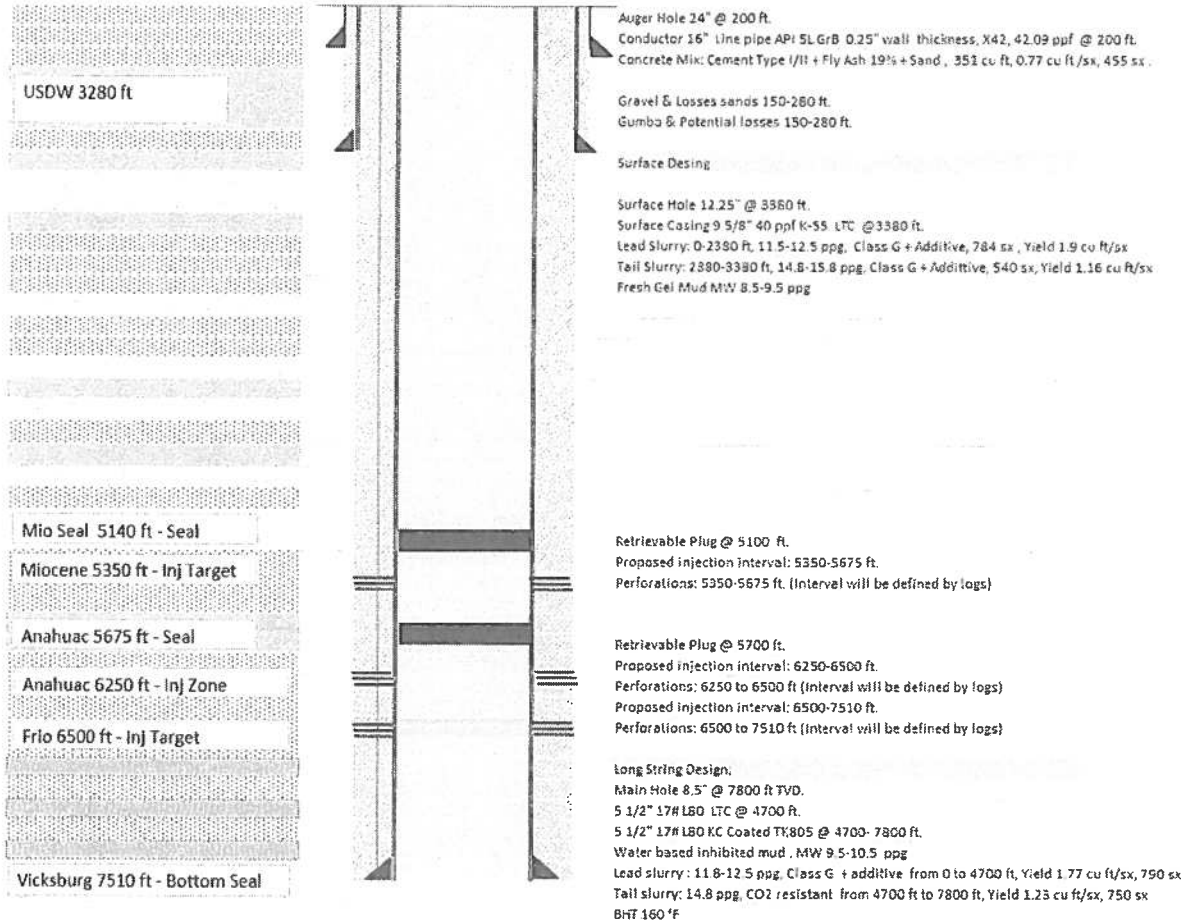 Auger Hole 24" @ 200 ft.
Conductor 16" Line pipe API 5L GrB 0.25" wall thickness, X42, 42.09 ppf @ 200 ft.
Concrete Mix: Cement Type I/II + Fly Ash 19% + Sand , 351 cu ft, 0.77 cu ft/sx, 455 sx .
USDW 3280 ft
Gravel & Losses sands 150-280 ft.
Gumbo & Potential losses 150-280 ft.
Surface Desing
Surface Hole 12.25" @ 3380 ft.
Surface Casing 9 5/8" 40 ppf K-55 LTC @3380 ft.
Lead Slurry: 0-2380 ft, 11.5-12.5 ppg, Class G + Additive, 784 sx , Yield 1.9 cu ft/sx
Tail Slurry: 2380-3380 ft, 14.8-15.8 ppg, Class G + Addittive, 540 sx, Yield 1.16 cu ft/sx
Fresh Gel Mud MW 8.5-9.5 ppg
Mio Seal 5140 ft - Seal
Miocene 5350 ft - Inj Target
Retrievable Plug @ 5100 ft.
Proposed injection interval: 5350-5675 ft.
Perforations: 5350-5675 ft. (Interval will be defined by logs)
Anahuac 5675 ft - Seal
Anahuac 6250 ft - Inj Zone
Frio 6500 ft - Inj Target
Retrievable Plug @ 5700 ft.
Proposed injection interval: 6250-6500 ft.
Perforations: 6250 to 6500 ft (Interval will be defined by logs)
Proposed injection interval: 6500-7510 ft.
Perforations: 6500 to 7510 ft (Interval will be defined by logs)
Long String Design.
Main Hole 8.5" @ 7800 ft TVD.
5 1/2" 17# L80 LTC @ 4700 ft.
5 1/2" 17# L80 KC Coated TK805 @ 4700- 7800 ft.
Water based inhibited mud , MW 9.5-10.5 ppg
Lead slurry : 11.8-12.5 ppg, Class G + additive from 0 to 4700 ft, Yield 1.77 cu ft/sx, 790 sx
Tail slurry: 14.8 ppg, CO2 resistant from 4700 ft to 7800 ft, Yield 1.23 cu ft/sx, 750 sx
BHT 160 °F
Vicksburg 7510 ft - Bottom Seal